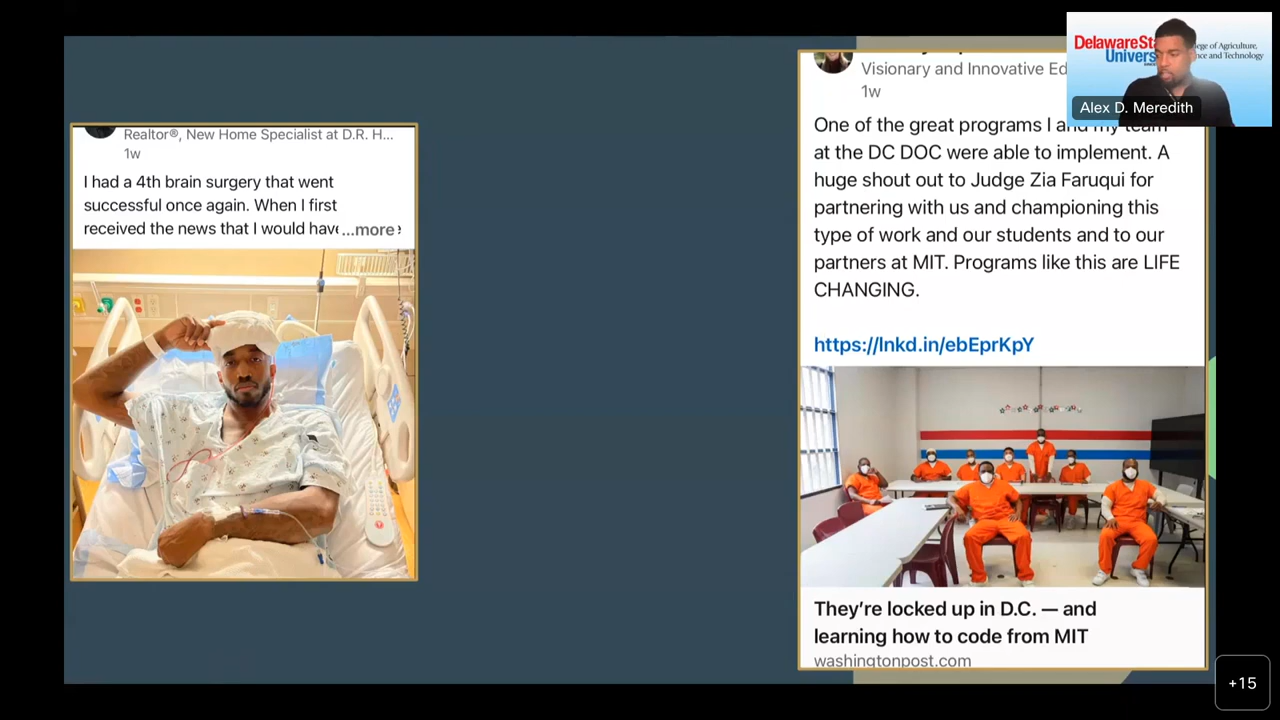 Realtor®, New Home Specialist at D.R. H...
1w
I had a 4th brain surgery that went
successful once again. When I first
received the news that I would have ...more
Visionary and Innovative Ed
1w
One of the great programs I and my team
at the DC DOC were able to implement. A
huge shout out to Judge Zia Faruqui for
partnering with us and championing this
type of work and our students and to our
partners at MIT. Programs like this are LIFE
CHANGING.
https://lnkd.in/ebEprKpY
They're locked up in D.C. — and
learning how to code from MIT
washingtonpost.com
Delaware
Univers
of Agriculture,
and Technology
Alex D. Meredith
+15